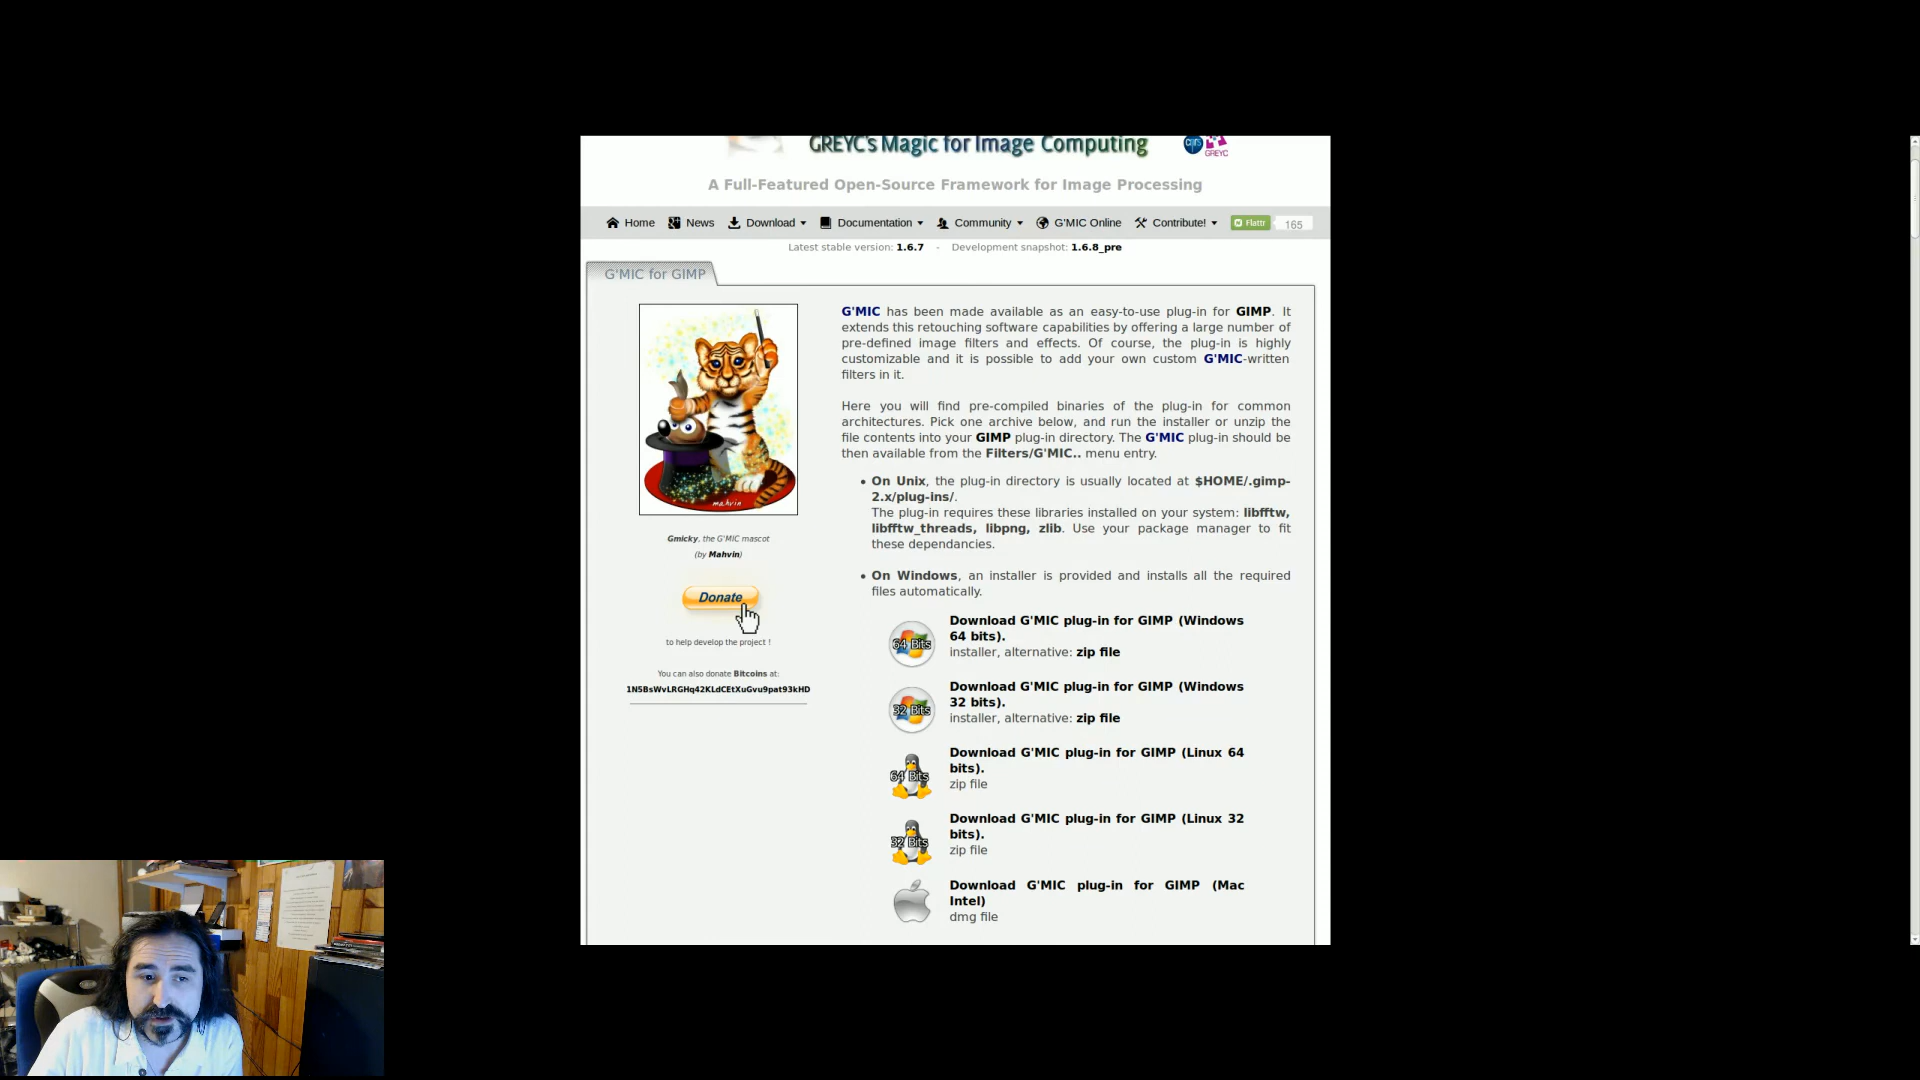 GREYC's Magic for Image Computing
cnrs
GREYC
A Full-Featured Open-Source Framework for Image Processing
Home News Download Documentation Community G'MIC Online Contribute! Flattr 165
Latest stable version: 1.6.7 - Development snapshot: 1.6.8_pre
G'MIC for GIMP
mahvin
Gmicky, the G'MIC mascot
(by Mahvin)
Donate
to help develop the project !
You can also donate Bitcoins at:
1N5BsWvLRGHq42KLdCEtXuGvu9pat93kHD
G'MIC has been made available as an easy-to-use plug-in for GIMP. It
extends this retouching software capabilities by offering a large number of
pre-defined image filters and effects. Of course, the plug-in is highly
customizable and it is possible to add your own custom G'MIC-written
filters in it.
Here you will find pre-compiled binaries of the plug-in for common
architectures. Pick one archive below, and run the installer or unzip the
file contents into your GIMP plug-in directory. The G'MIC plug-in should be
then available from the Filters/G'MIC.. menu entry.
• On Unix, the plug-in directory is usually located at $HOME/.gimp-
2.x/plug-ins/.
The plug-in requires these libraries installed on your system: libfftw,
libfftw_threads, libpng, zlib. Use your package manager to fit
these dependancies.
• On Windows, an installer is provided and installs all the required
files automatically.
64 Bits
Download G'MIC plug-in for GIMP (Windows
64 bits).
installer, alternative: zip file
32 Bits
Download G'MIC plug-in for GIMP (Windows
32 bits).
installer, alternative: zip file
64 Bits
Download G'MIC plug-in for GIMP (Linux 64
bits).
zip file
32 Bits
Download G'MIC plug-in for GIMP (Linux 32
bits).
zip file
Download G'MIC plug-in for GIMP (Mac
Intel)
dmg file